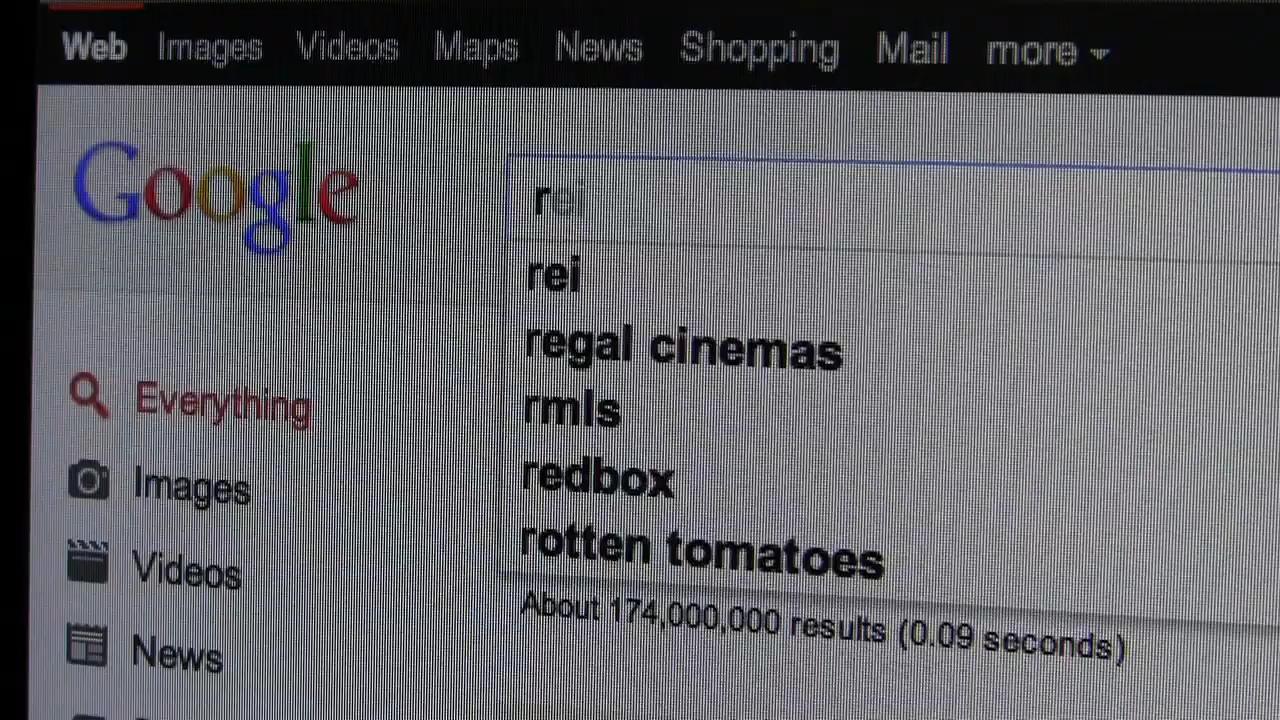 Web Images Videos Maps News Shopping Mail more
Google
rei
rei
regal cinemas
rmls
redbox
rotten tomatoes
About 174,000,000 results (0.09 seconds)
Everything
Images
Videos
News